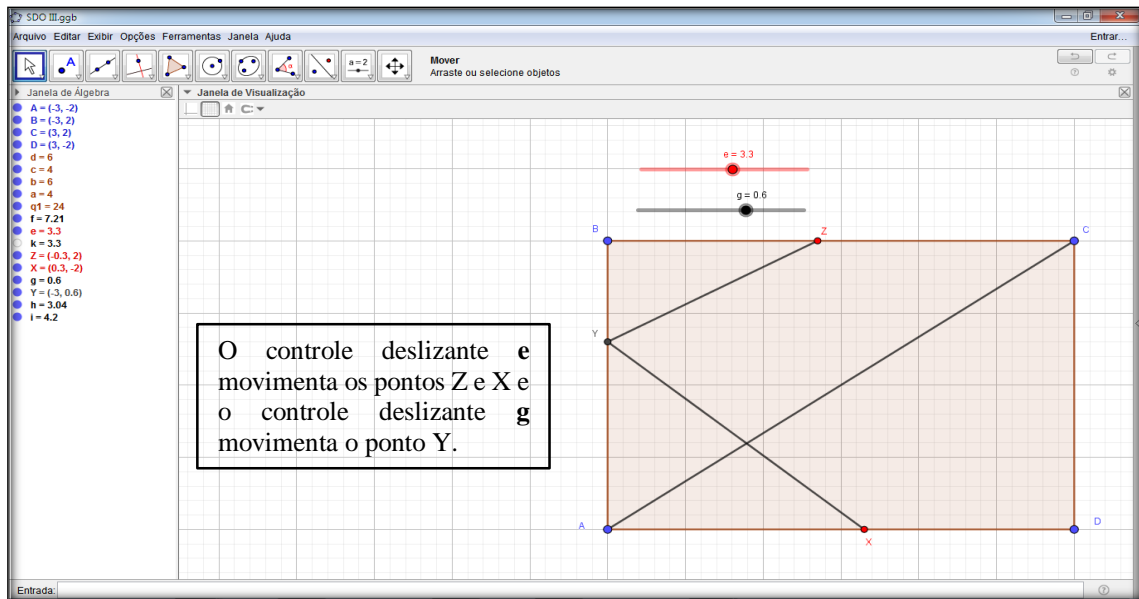 SDO III.ggb
Arquivo Editar Exibir Opções Ferramentas Janela Ajuda
Entrar...
A
a=2
Mover
Arraste ou selecione objetos
Janela de Álgebra
Janela de Visualização
A = (-3, -2)
B = (-3, 2)
C = (3, 2)
D = (3, -2)
d = 6
c = 4
b = 6
a = 4
q1 = 24
f = 7.21
e = 3.3
k = 3.3
Z = (-0.3, 2)
X = (0.3, -2)
g = 0.6
Y = (-3, 0.6)
h = 3.04
i = 4.2
e = 3.3
g = 0.6
B
Z
C
Y
O controle deslizante e
movimenta os pontos Z e X e
o controle deslizante g
movimenta o ponto Y.
A
X
D
Entrada: